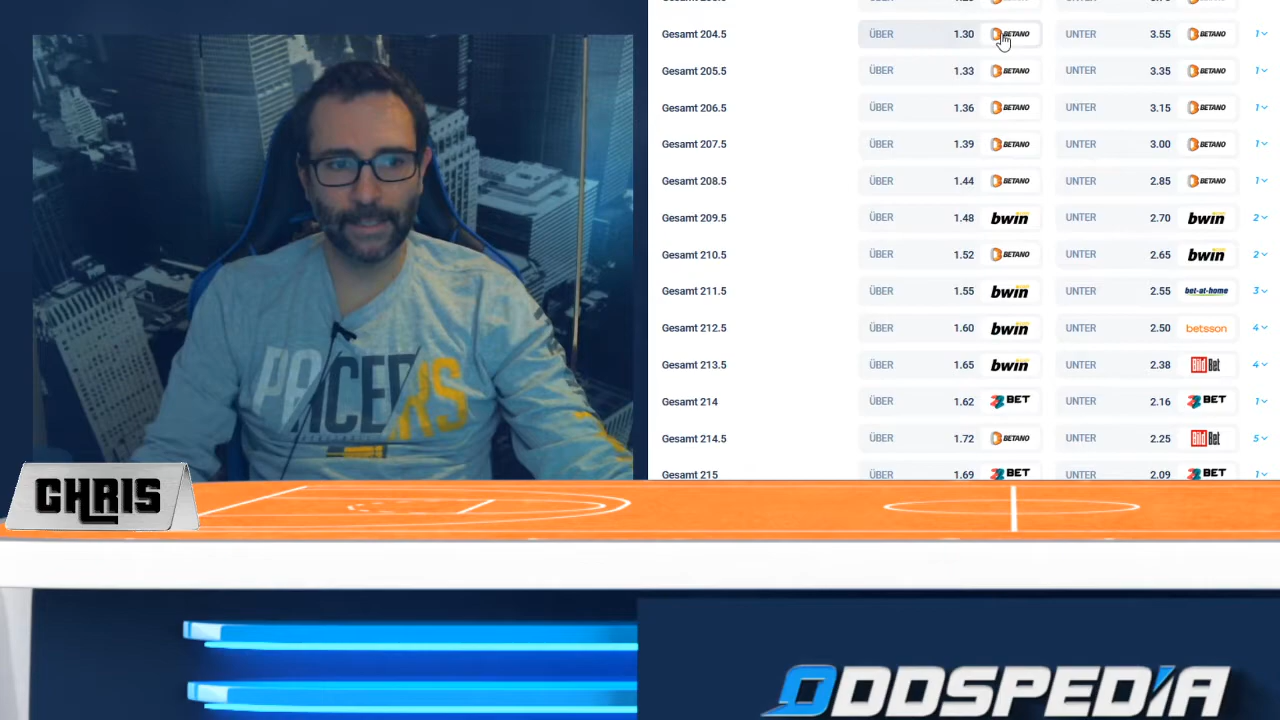 Gesamt 204.5 ÜBER 1.30 BETANO UNTER 3.55 BETANO 1
Gesamt 205.5 ÜBER 1.33 BETANO UNTER 3.35 BETANO 1
Gesamt 206.5 ÜBER 1.36 BETANO UNTER 3.15 BETANO 1
Gesamt 207.5 ÜBER 1.39 BETANO UNTER 3.00 BETANO 1
Gesamt 208.5 ÜBER 1.44 BETANO UNTER 2.85 BETANO 1
Gesamt 209.5 ÜBER 1.48 bwin UNTER 2.70 bwin 2
Gesamt 210.5 ÜBER 1.52 BETANO UNTER 2.65 bwin 2
Gesamt 211.5 ÜBER 1.55 bwin UNTER 2.55 bet-at-home 3
Gesamt 212.5 ÜBER 1.60 bwin UNTER 2.50 betsson 4
Gesamt 213.5 ÜBER 1.65 bwin UNTER 2.38 BildBet 4
Gesamt 214 ÜBER 1.62 22BET UNTER 2.16 22BET 1
Gesamt 214.5 ÜBER 1.72 BETANO UNTER 2.25 BildBet 5
Gesamt 215 ÜBER 1.69 22BET UNTER 2.09 22BET 1
PACERS
CHRIS
ODDSPEDIA